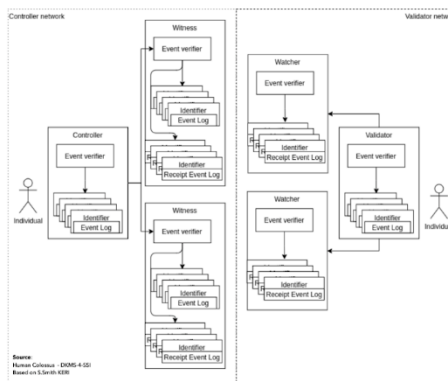 Controller network
Validator netw
Witness
Event verifier
Identifier
Event Log
Identifier
Receipt Event Log
Controller
Event verifier
Identifier
Event Log
Individual
Witness
Event verifier
Identifier
Event Log
Identifier
Receipt Event Log
Watcher
Event verifier
Identifier
Receipt Event Log
Watcher
Event verifier
Identifier
Receipt Event Log
Validator
Event verifier
Identifier
Event Log
Individual
Source:
Human Colossus - DKMS-4-SSI
Based on S.Smith KERI